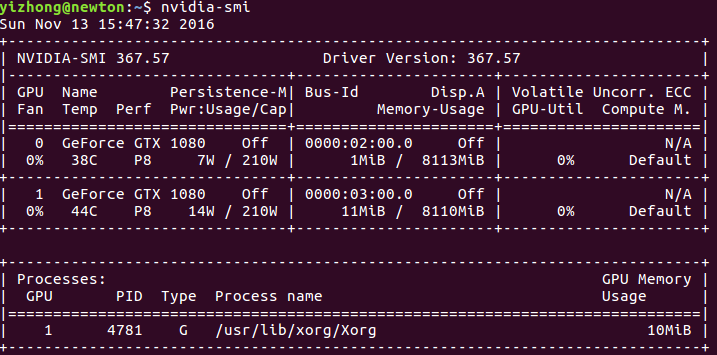 yizhong@newton:~$ nvidia-smi
Sun Nov 13 15:47:32 2016
+-----------------------------------------------------------------------------+
| NVIDIA-SMI 367.57                 Driver Version: 367.57                    |
|-------------------------------+----------------------+----------------------+
| GPU  Name        Persistence-M| Bus-Id        Disp.A | Volatile Uncorr. ECC |
| Fan  Temp  Perf  Pwr:Usage/Cap|         Memory-Usage | GPU-Util  Compute M. |
|===============================+======================+======================|
|   0  GeForce GTX 1080    Off  | 0000:02:00.0     Off |                  N/A |
|  0%   38C    P8     7W / 210W |      1MiB /  8113MiB |      0%      Default |
+-------------------------------+----------------------+----------------------+
|   1  GeForce GTX 1080    Off  | 0000:03:00.0     Off |                  N/A |
|  0%   44C    P8    14W / 210W |     11MiB /  8110MiB |      0%      Default |
+-------------------------------+----------------------+----------------------+

+-----------------------------------------------------------------------------+
| Processes:                                                       GPU Memory |
|  GPU       PID  Type  Process name                               Usage      |
|=============================================================================|
|    1      4781    G   /usr/lib/xorg/Xorg                              10MiB |
+-----------------------------------------------------------------------------+